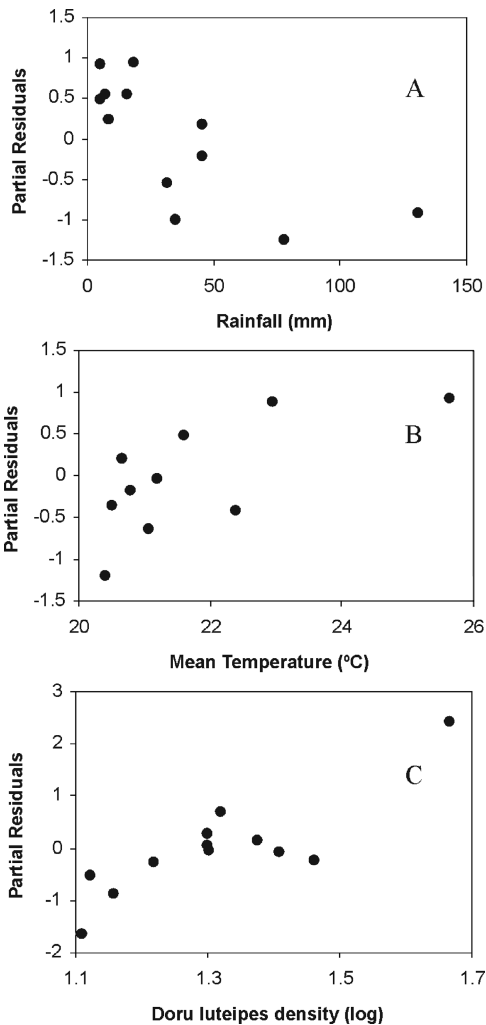 Partial Residuals
1.5
1
0.5
0
-0.5
-1
-1.5
A
0 50 100 150
Rainfall (mm)
Partial Residuals
1.5
1
0.5
0
-0.5
-1
-1.5
B
20 22 24 26
Mean Temperature (ºC)
Partial Residuals
3
2
1
0
-1
-2
C
1.1 1.3 1.5 1.7
Doru luteipes density (log)